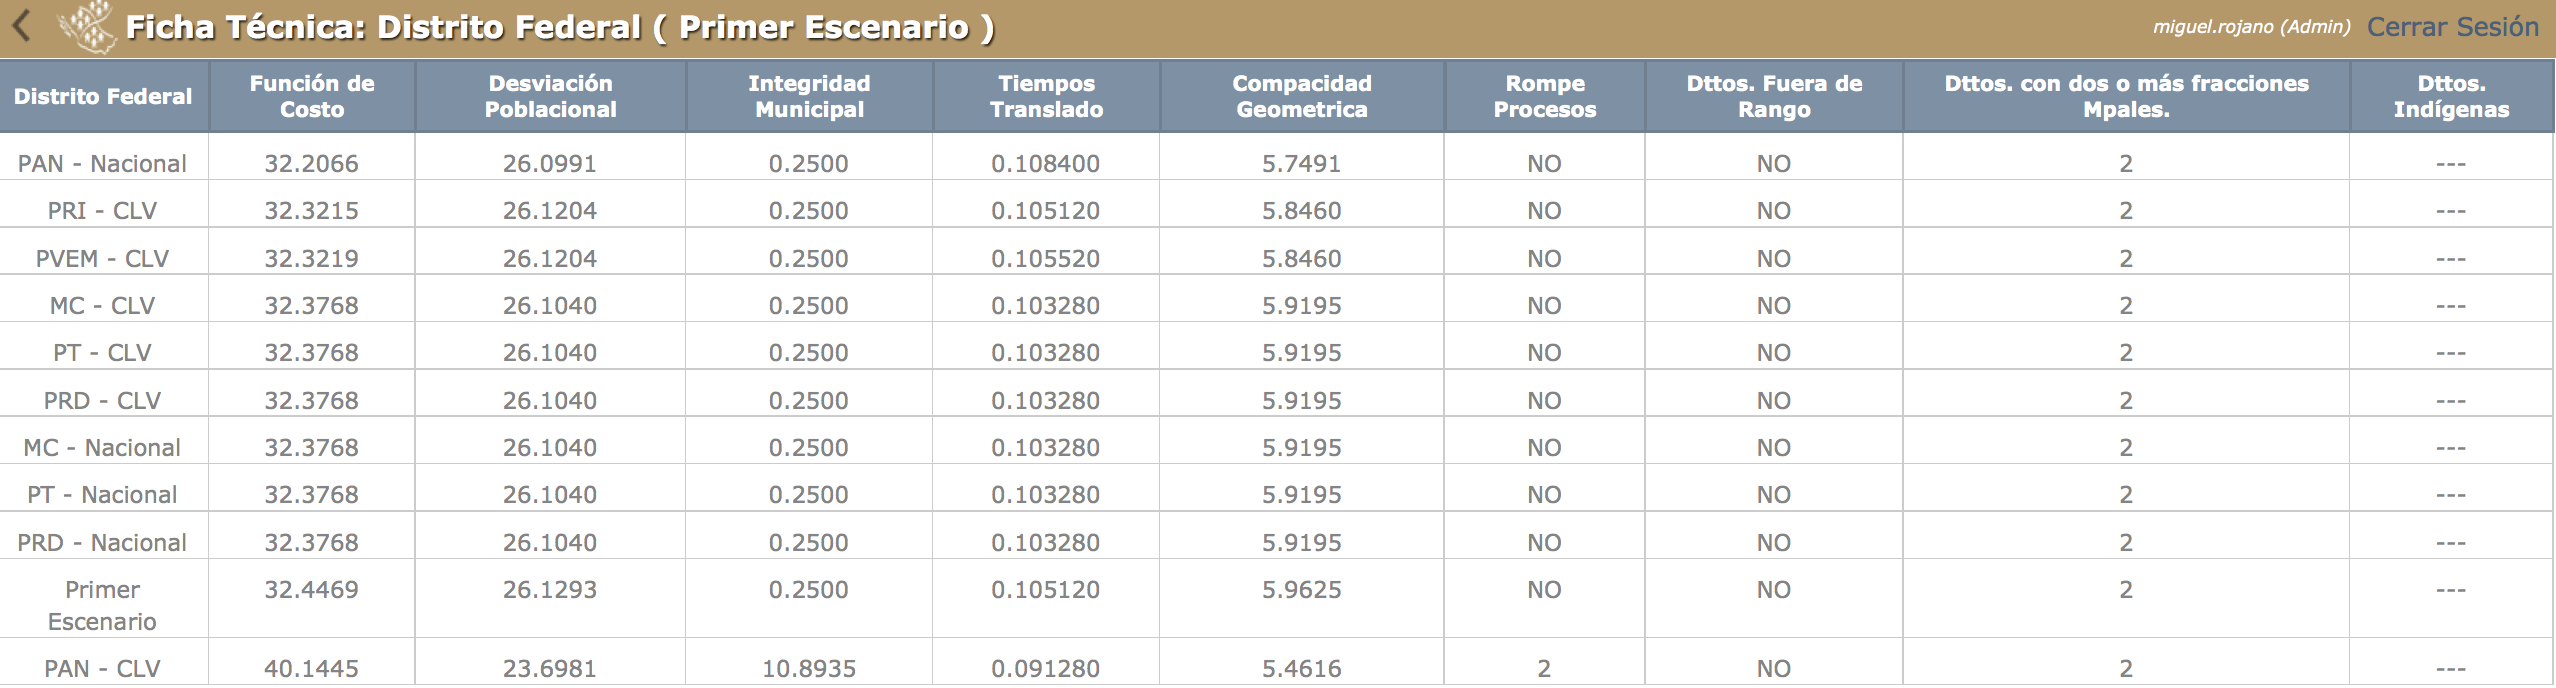 Ficha Técnica: Distrito Federal ( Primer Escenario )
miguel.rojano (Admin) Cerrar Sesión
Distrito Federal Función de Costo Desviación Poblacional Integridad Municipal Tiempos Translado Compacidad Geometrica Rompe Procesos Dttos. Fuera de Rango Dttos. con dos o más fracciones Mpales. Dttos. Indígenas
PAN - Nacional 32.2066 26.0991 0.2500 0.108400 5.7491 NO NO 2 ---
PRI - CLV 32.3215 26.1204 0.2500 0.105120 5.8460 NO NO 2 ---
PVEM - CLV 32.3219 26.1204 0.2500 0.105520 5.8460 NO NO 2 ---
MC - CLV 32.3768 26.1040 0.2500 0.103280 5.9195 NO NO 2 ---
PT - CLV 32.3768 26.1040 0.2500 0.103280 5.9195 NO NO 2 ---
PRD - CLV 32.3768 26.1040 0.2500 0.103280 5.9195 NO NO 2 ---
MC - Nacional 32.3768 26.1040 0.2500 0.103280 5.9195 NO NO 2 ---
PT - Nacional 32.3768 26.1040 0.2500 0.103280 5.9195 NO NO 2 ---
PRD - Nacional 32.3768 26.1040 0.2500 0.103280 5.9195 NO NO 2 ---
Primer Escenario 32.4469 26.1293 0.2500 0.105120 5.9625 NO NO 2 ---
PAN - CLV 40.1445 23.6981 10.8935 0.091280 5.4616 2 NO 2 ---